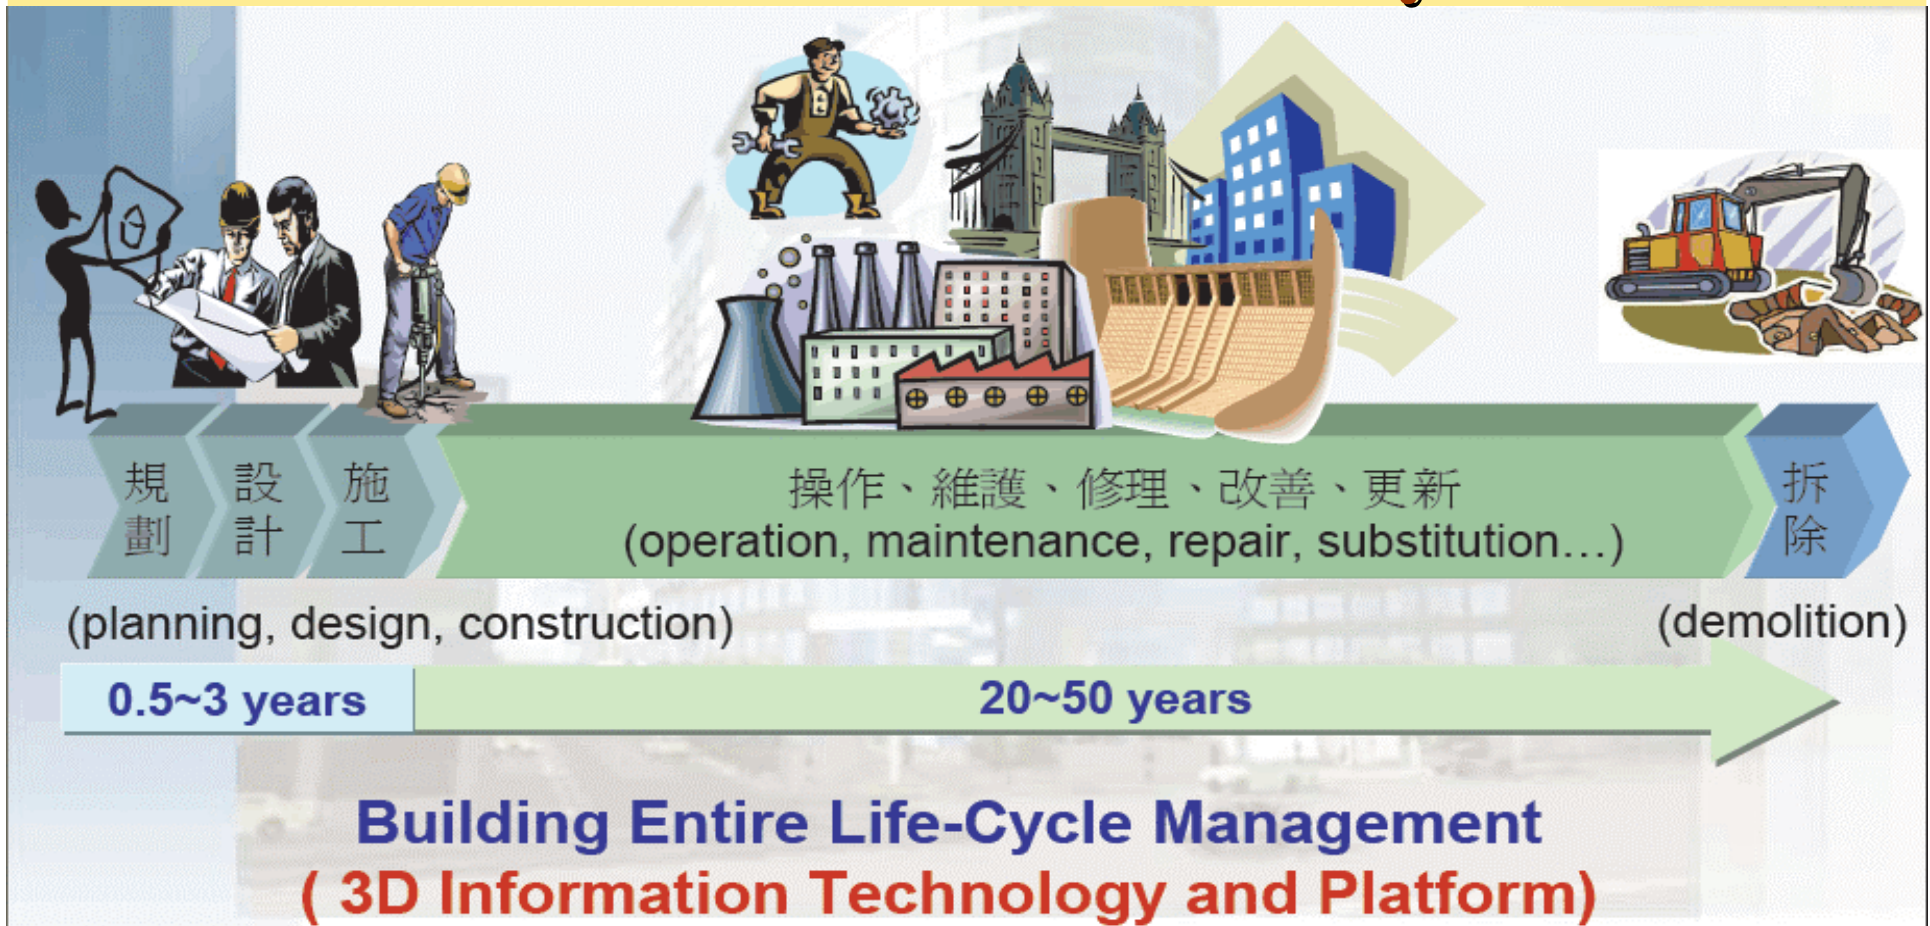 規劃
設計
施工
操作、維護、修理、改善、更新
(operation, maintenance, repair, substitution…)
拆除
(planning, design, construction)
(demolition)
0.5~3 years
20~50 years
Building Entire Life-Cycle Management
( 3D Information Technology and Platform)